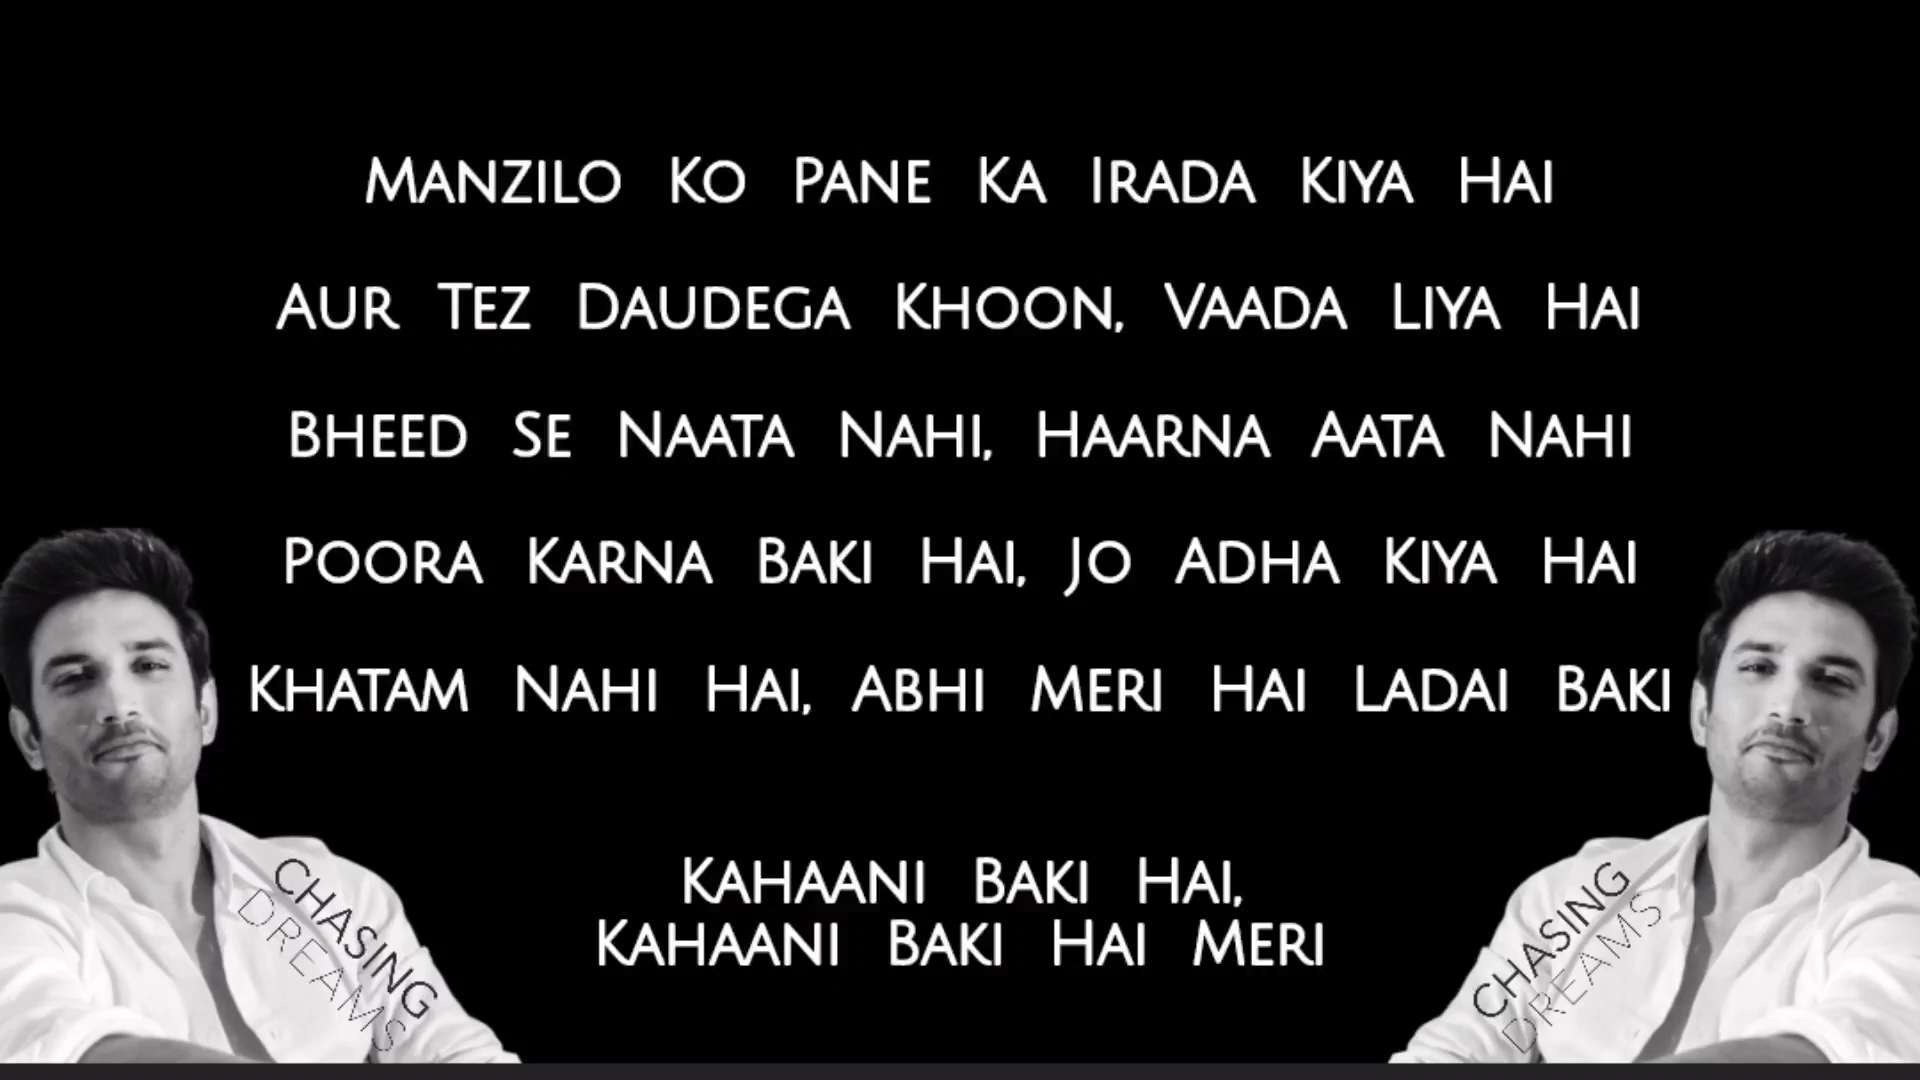 Manzilo Ko Pane Ka Irada Kiya Hai
Aur Tez Daudega Khoon, Vaada Liya Hai
Bheed Se Naata Nahi, Haarna Aata Nahi
Poora Karna Baki Hai, Jo Adha Kiya Hai
Khatam Nahi Hai, Abhi Meri Hai Ladai Baki
Kahaani Baki Hai,
Kahaani Baki Hai Meri
CHASING
DREAMS
CHASING
DREAMS